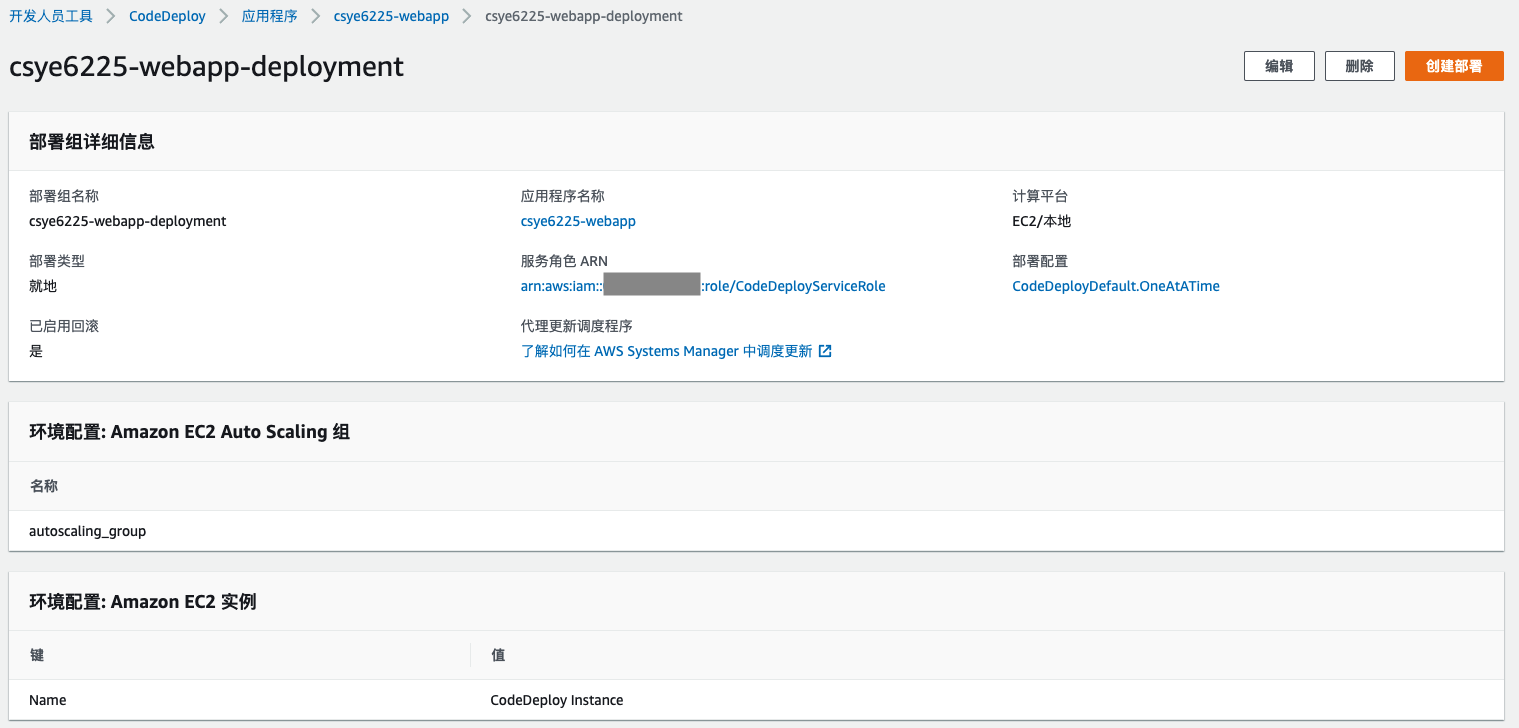 开发人员工具 > CodeDeploy > 应用程序 > csye6225-webapp > csye6225-webapp-deployment
csye6225-webapp-deployment 编辑 删除 创建部署
部署组详细信息
部署组名称 应用程序名称 计算平台
csye6225-webapp-deployment csye6225-webapp EC2/本地
部署类型 服务角色 ARN 部署配置
就地 arn:aws:iam:: :role/CodeDeployServiceRole CodeDeployDefault.OneAtATime
已启用回滚 代理更新调度程序
是 了解如何在 AWS Systems Manager 中调度更新
环境配置: Amazon EC2 Auto Scaling 组
名称
autoscaling_group
环境配置: Amazon EC2 实例
键 值
Name CodeDeploy Instance